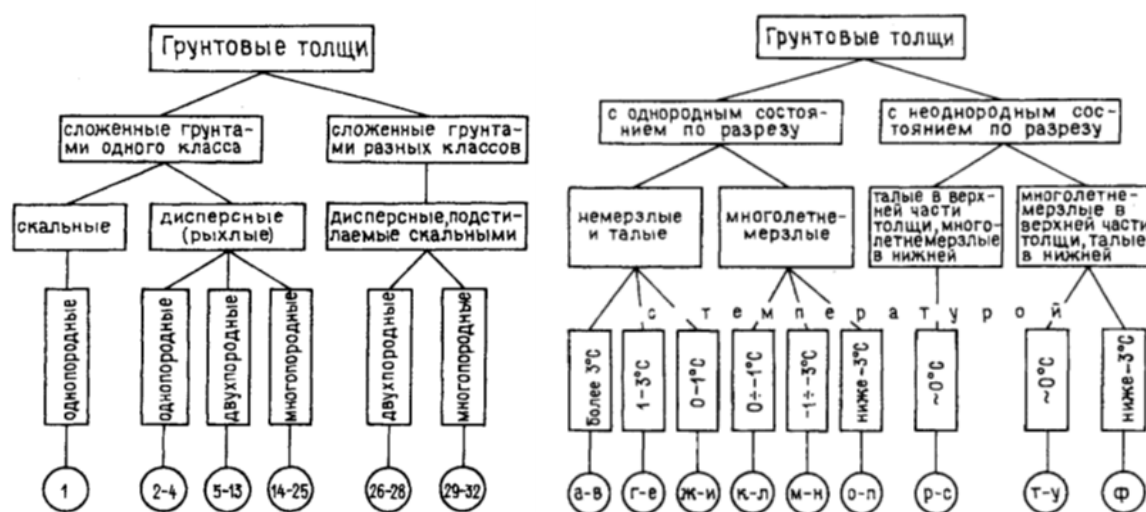 Грунтовые толщи
сложенные грунта-
ми одного класса
сложенные грунта-
ми разных классов
скальные
дисперсные
(рыхлые)
дисперсные, подсти-
лаемые скальными
однопородные
однопородные
двухпородные
многопородные
двухпородные
многопородные
1
2-4
5-13
14-25
26-28
29-32
Грунтовые толщи
с однородным состоя-
нием по разрезу
с неоднородным сос-
тоянием по разрезу
немерзлые
и талые
многолетне-
мерзлые
талые в верх-
ней части
толщи, много-
летнемерзлые
в нижней
многолетне-
мерзлые в
верхней части
толщи, талые
в нижней
с температурой
более 3°С
1-3°С
0-1°С
0÷-1°С
-1÷-3°С
ниже-3°С
~0°С
~0°С
ниже-3°С
а-в
г-е
ж-и
к-л
м-н
о-п
р-с
т-у
ф